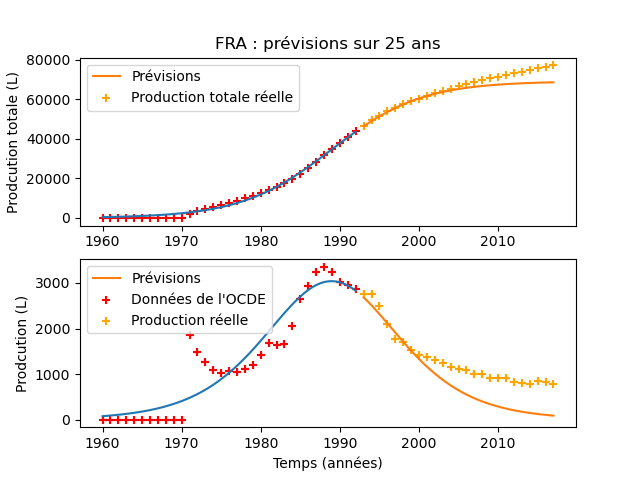 FRA : prévisions sur 25 ans
Prodcution totale (L)
80000
60000
40000
20000
0
Prévisions
Production totale réelle
1960 1970 1980 1990 2000 2010
Prodcution (L)
3000
2000
1000
0
Prévisions
Données de l'OCDE
Production réelle
1960 1970 1980 1990 2000 2010
Temps (années)